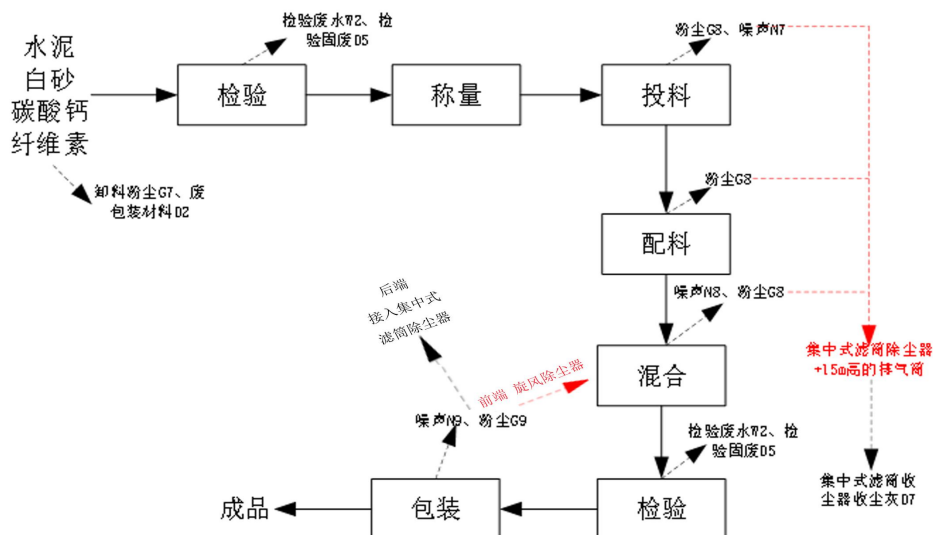 水泥
白砂
碳酸钙
纤维素
卸料粉尘G7、废
包装材料D2
检验废水W2、检
验固废D5
检验
称量
粉尘G8、噪声N7
投料
粉尘G8
配料
噪声N8、粉尘G8
混合
集中式滤筒除尘器
+15m高的排气筒
集中式滤筒收
尘器收尘灰D7
后端
接入集中式
滤筒除尘器
前端 旋风除尘器
噪声N9、粉尘G9
检验废水W2、检
验固废D5
检验
包装
成品